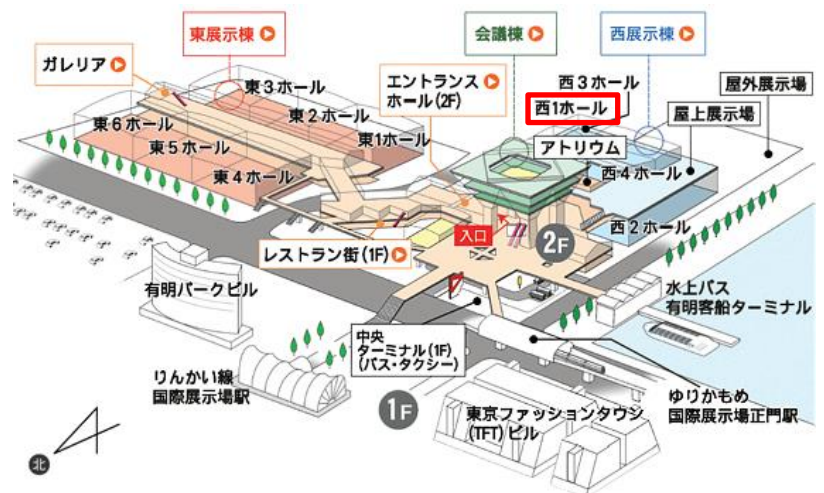 東展示棟
会議棟
西展示棟
ガレリア
エントランス
ホール(2F)
西3ホール
西1ホール
屋外展示場
屋上展示場
東3ホール
東2ホール
東1ホール
東6ホール
東5ホール
東4ホール
アトリウム
西4ホール
西2ホール
入口
2F
レストラン街(1F)
有明パークビル
水上バス
有明客船ターミナル
中央
ターミナル(1F)
(バス・タクシー)
りんかい線
国際展示場駅
1F
東京ファッションタウン
(TFT)ビル
ゆりかもめ
国際展示場正門駅
北